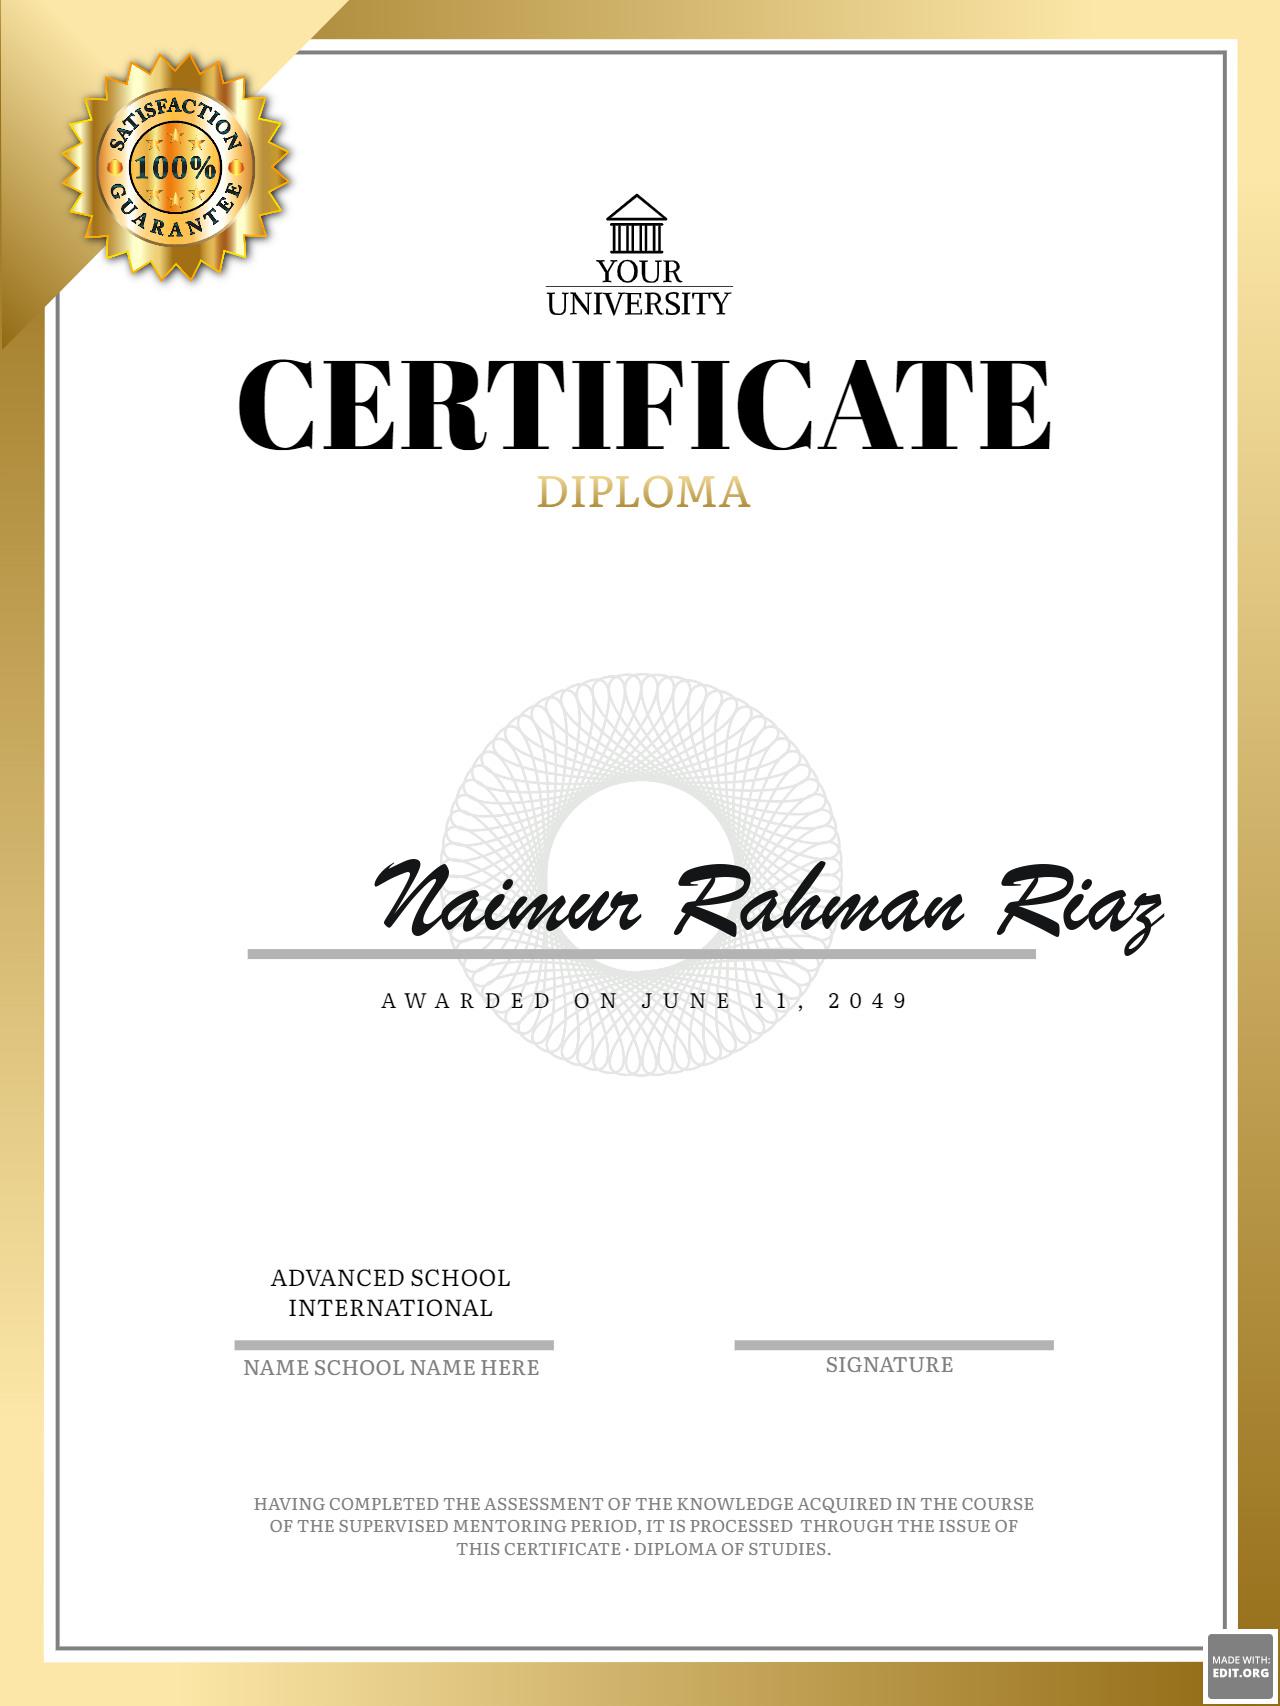 SATISFACTION
100%
GUARANTEE
YOUR
UNIVERSITY
CERTIFICATE
DIPLOMA
Naimur Rahman Riaz
AWARDED ON JUNE 11, 2049
ADVANCED SCHOOL
INTERNATIONAL
NAME SCHOOL NAME HERE
SIGNATURE
HAVING COMPLETED THE ASSESSMENT OF THE KNOWLEDGE ACQUIRED IN THE COURSE
OF THE SUPERVISED MENTORING PERIOD, IT IS PROCESSED THROUGH THE ISSUE OF
THIS CERTIFICATE · DIPLOMA OF STUDIES.
MADE WITH:
EDIT.ORG